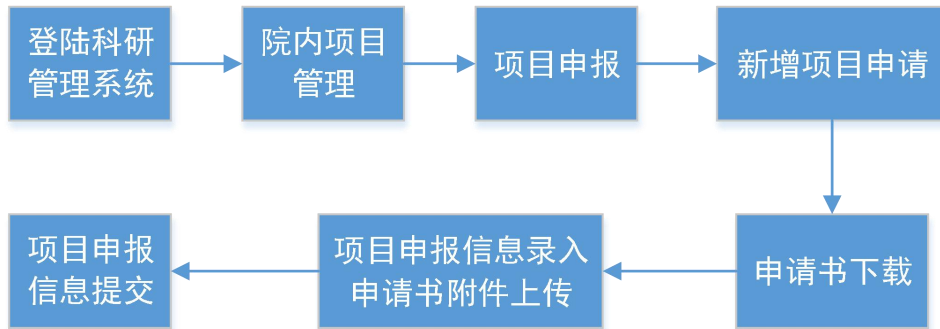 登陆科研
管理系统
院内项目
管理
项目申报
新增项目申请
申请书下载
项目申报信息录入
申请书附件上传
项目申报
信息提交